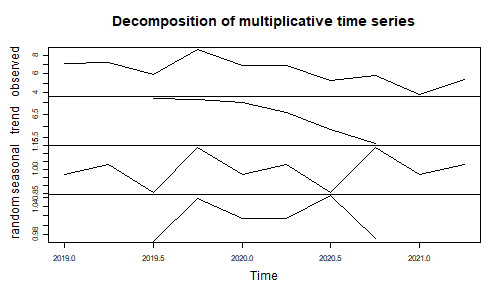 Decomposition of multiplicative time series
observed
4 6 8
trend
5.5 6.5
seasonal
0.85 1.00 1.15
random
0.98 1.04
2019.0 2019.5 2020.0 2020.5 2021.0
Time